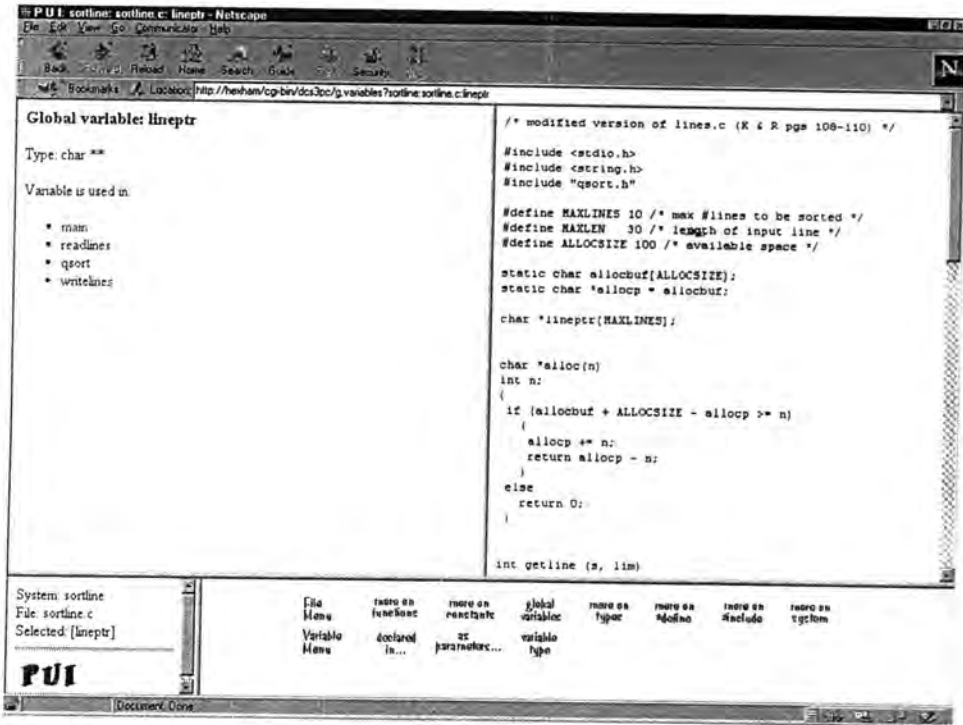 P U I: sortline: sortline.c: lineptr - Netscape
File Edit View Go Communicator Help
Back Forward Reload Home Search Guide Security
Bookmarks Location: http://hexham/cgi-bin/dcs3pc/g.variables?sortline:sortline.c:lineptr
N
Global variable: lineptr
Type: char **
Variable is used in
• main
• readlines
• qsort
• writelines
/* modified version of lines.c (K & R pgs 108-110) */
#include <stdio.h>
#include <string.h>
#include "qsort.h"
#define MAXLINES 10 /* max #lines to be sorted */
#define MAXLEN 30 /* length of input line */
#define ALLOCSIZE 100 /* available space */
static char allocbuf[ALLOCSIZE];
static char *allocp = allocbuf;
char *lineptr[MAXLINES];
char *alloc(n)
int n;
{
if (allocbuf + ALLOCSIZE - allocp >= n)
{
allocp += n;
return allocp - n;
}
else
return 0;
}
int getline (s, lim)
System: sortline
File: sortline.c
Selected: [lineptr]
PUI
File Menu more on functions more on constants global variables more on types more on #define more on #include more on system
Variable Menu declared in... as parameters... variable type
Document: Done